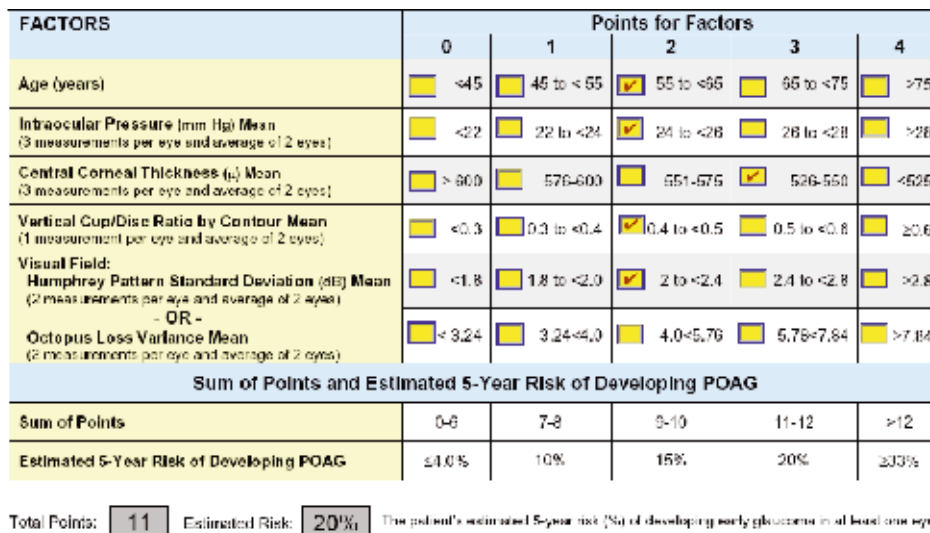 FACTORS Points for Factors
0 1 2 3 4
Age (years) <45 45 to < 55 55 to <65 65 to <75 >75
Intraocular Pressure (mm Hg) Mean
(3 measurements per eye and average of 2 eyes) <22 22 to <24 24 to <26 26 to <28 >28
Central Corneal Thickness (μ) Mean
(3 measurements per eye and average of 2 eyes) > 600 576-600 551-575 526-550 <525
Vertical Cup/Disc Ratio by Contour Mean
(1 measurement per eye and average of 2 eyes) <0.3 0.3 to <0.4 0.4 to <0.5 0.5 to <0.6 ≥0.6
Visual Field:
Humphrey Pattern Standard Deviation (dB) Mean <1.8 1.8 to <2.0 2 to <2.4 2.4 to <2.8 >2.8
(2 measurements per eye and average of 2 eyes)
- OR -
Octopus Loss Variance Mean < 3.24 3.24<4.0 4.0<5.76 5.76<7.84 >7.84
(2 measurements per eye and average of 2 eyes)
Sum of Points and Estimated 5-Year Risk of Developing POAG
Sum of Points 0-6 7-8 9-10 11-12 >12
Estimated 5-Year Risk of Developing POAG ≤4.0% 10% 15% 20% ≥33%
Total Points: 11 Estimated Risk: 20% The patient's estimated 5-year risk (%) of developing early glaucoma in at least one eye